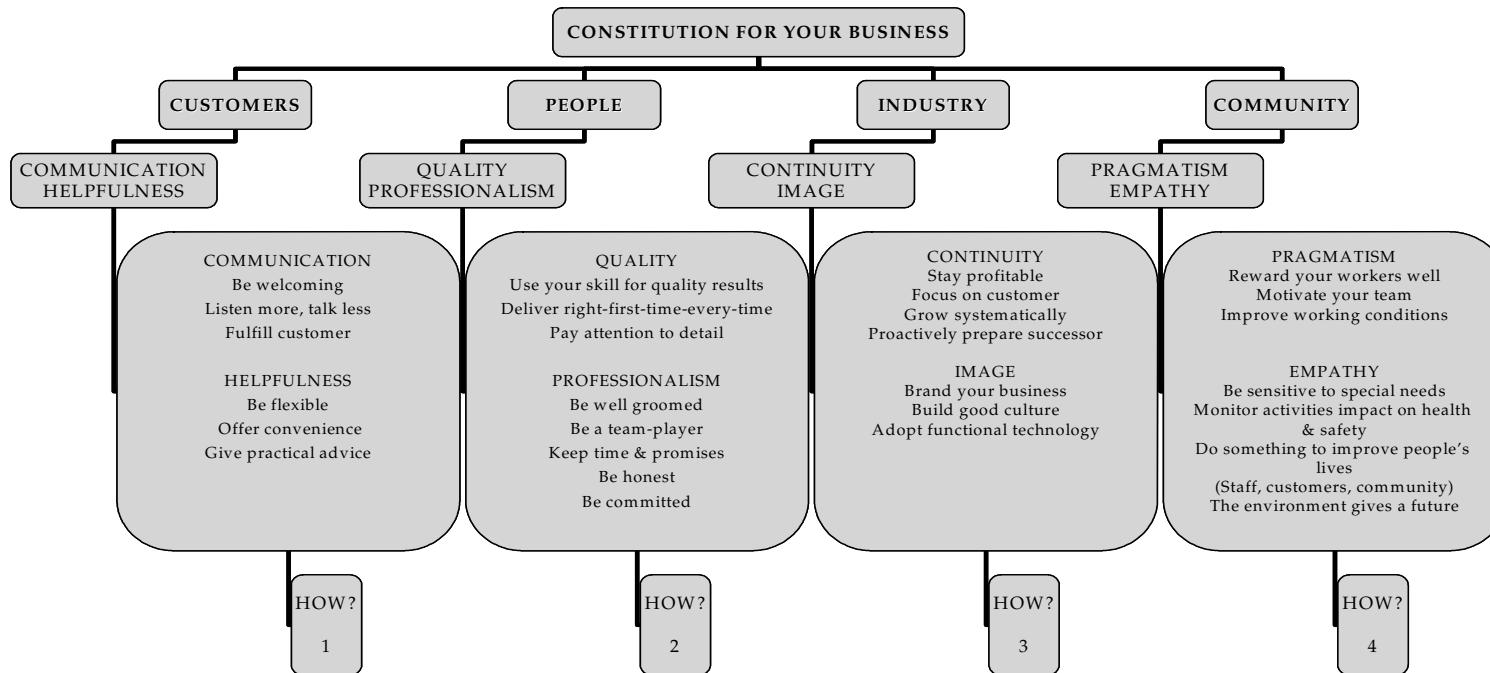 CONSTITUTION FOR YOUR BUSINESS
CUSTOMERS
PEOPLE
INDUSTRY
COMMUNITY
COMMUNICATION
HELPFULNESS
QUALITY
PROFESSIONALISM
CONTINUITY
IMAGE
PRAGMATISM
EMPATHY
COMMUNICATION
Be welcoming
Listen more, talk less
Fulfill customer
HELPFULNESS
Be flexible
Offer convenience
Give practical advice
QUALITY
Use your skill for quality results
Deliver right-first-time-every-time
Pay attention to detail
PROFESSIONALISM
Be well groomed
Be a team-player
Keep time & promises
Be honest
Be committed
CONTINUITY
Stay profitable
Focus on customer
Grow systematically
Proactively prepare successor
IMAGE
Brand your business
Build good culture
Adopt functional technology
PRAGMATISM
Reward your workers well
Motivate your team
Improve working conditions
EMPATHY
Be sensitive to special needs
Monitor activities impact on health
& safety
Do something to improve people’s
lives
(Staff, customers, community)
The environment gives a future
HOW?
1
HOW?
2
HOW?
3
HOW?
4